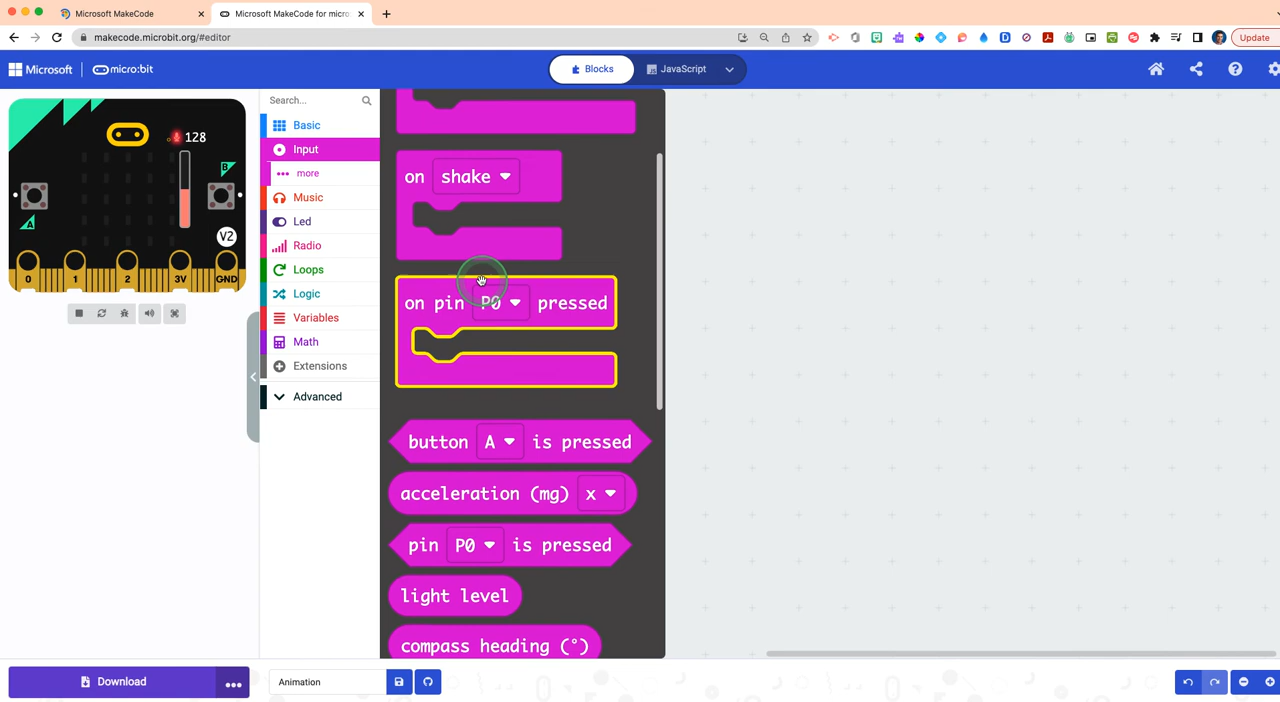 Microsoft MakeCode
Microsoft MakeCode for micro:
makecode.microbit.org/#editor
Update
Microsoft
micro:bit
Blocks
JavaScript
128
B
A
V2
0 1 2 3V GND
Search...
Basic
Input
more
Music
Led
Radio
Loops
Logic
Variables
Math
Extensions
Advanced
on shake
on pin P0 pressed
button A is pressed
acceleration (mg) x
pin P0 is pressed
light level
compass heading (°)
Download
Animation